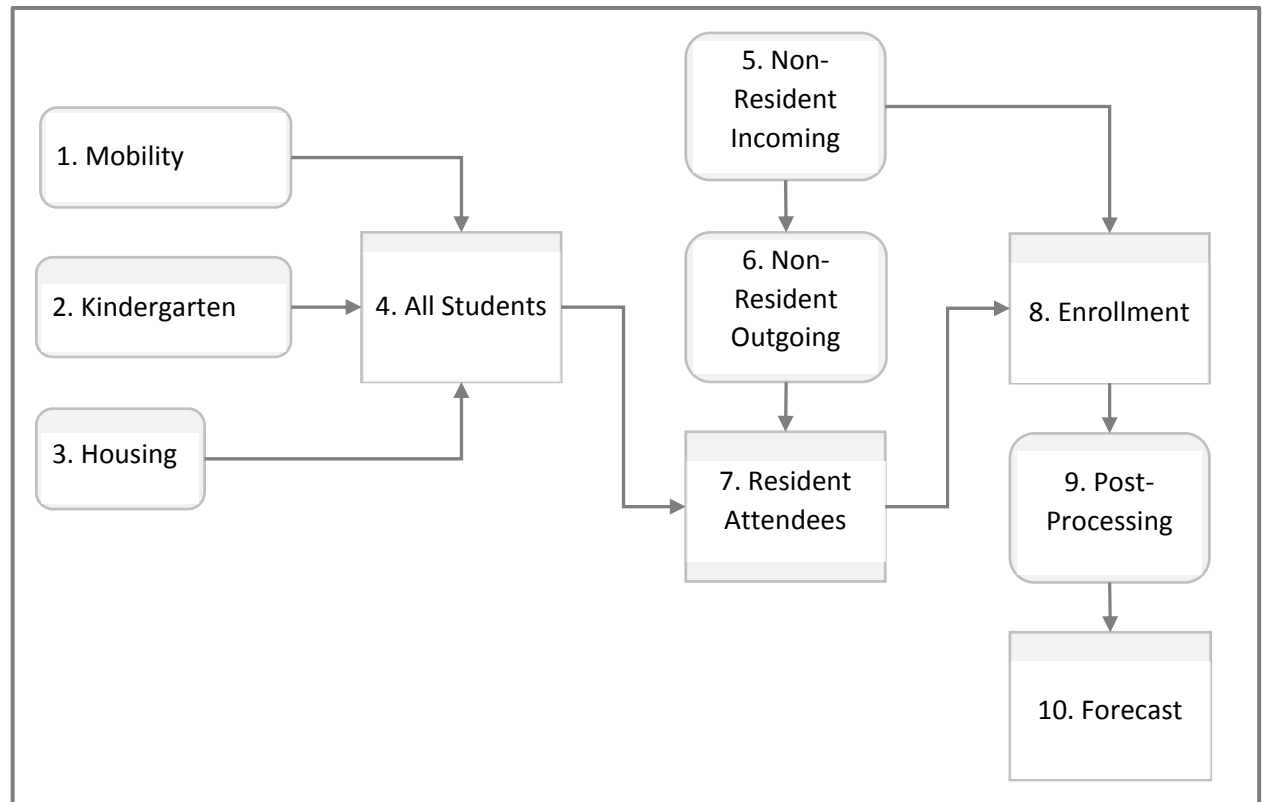 1. Mobility
2. Kindergarten
3. Housing
4. All Students
5. Non-
Resident
Incoming
6. Non-
Resident
Outgoing
7. Resident
Attendees
8. Enrollment
9. Post-
Processing
10. Forecast